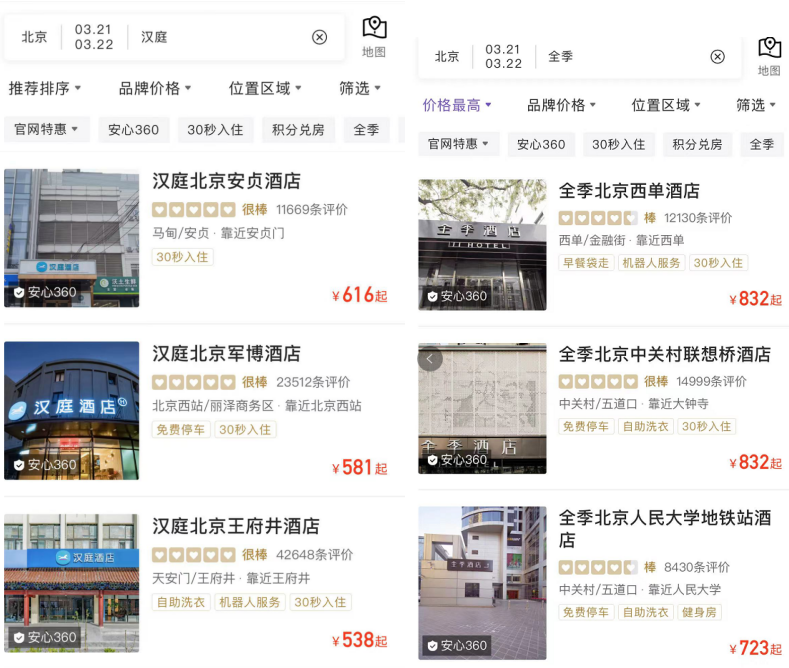 北京
03.21
03.22
汉庭
地图
推荐排序
品牌价格
位置区域
筛选
官网特惠
安心360
30秒入住
积分兑房
全季
汉庭酒店
安心360
汉庭北京安贞酒店
很棒 11669条评价
马甸/安贞 · 靠近安贞门
30秒入住
¥616起
汉庭酒店
安心360
汉庭北京军博酒店
很棒 23512条评价
北京西站/丽泽商务区 · 靠近北京西站
免费停车 30秒入住
¥581起
汉庭酒店
安心360
汉庭北京王府井酒店
很棒 42648条评价
天安门/王府井 · 靠近王府井
自助洗衣 机器人服务 30秒入住
¥538起
北京
03.21
03.22
全季
地图
价格最高
品牌价格
位置区域
筛选
官网特惠
安心360
30秒入住
积分兑房
全季
全季酒店
JI HOTEL
安心360
全季北京西单酒店
棒 12130条评价
西单/金融街 · 靠近西单
早餐袋走 机器人服务 30秒入住
¥832起
全季酒店
安心360
全季北京中关村联想桥酒店
很棒 14999条评价
中关村/五道口 · 靠近大钟寺
免费停车 自助洗衣 30秒入住
¥832起
全季酒店
安心360
全季北京人民大学地铁站酒
店
棒 8430条评价
中关村/五道口 · 靠近人民大学
免费停车 自助洗衣 健身房
¥723起